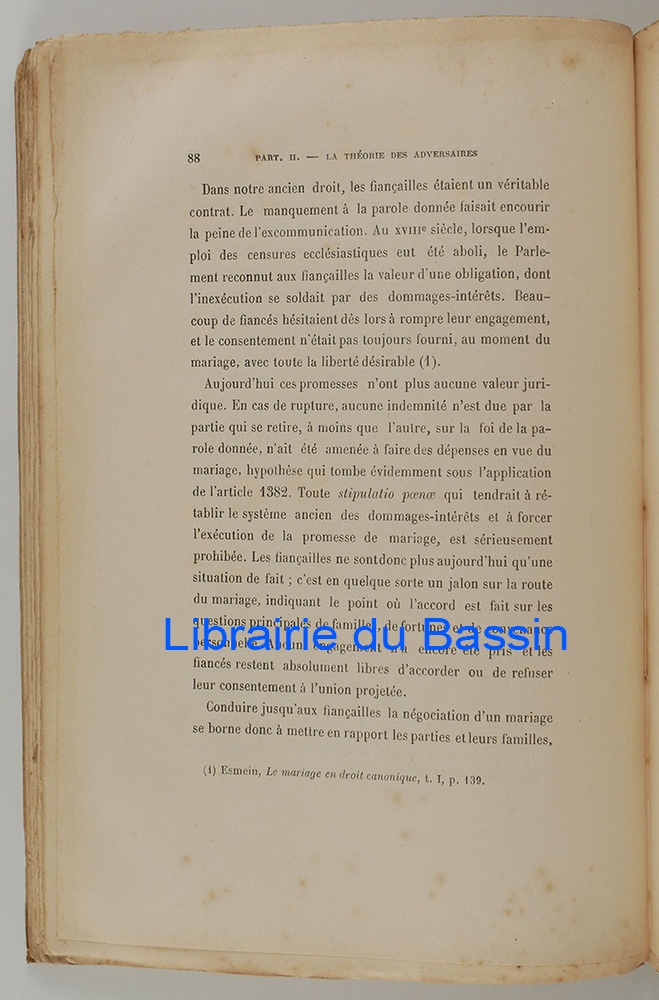 88 PART. II. — LA THÉORIE DES ADVERSAIRES
Dans notre ancien droit, les fiançailles étaient un véritable
contrat. Le manquement à la parole donnée faisait encourir
la peine de l'excommunication. Au XVIIIe siècle, lorsque l'em-
ploi des censures ecclésiastiques eut été aboli, le Parle-
ment reconnut aux fiançailles la valeur d'une obligation, dont
l'inexécution se soldait par des dommages-intérêts. Beau-
coup de fiancés hésitaient dès lors à rompre leur engagement,
et le consentement n'était pas toujours fourni, au moment du
mariage, avec toute la liberté désirable (1).
Aujourd'hui ces promesses n'ont plus aucune valeur juri-
dique. En cas de rupture, aucune indemnité n'est due par la
partie qui se retire, à moins que l'autre, sur la foi de la pa-
role donnée, n'ait été amenée à faire des dépenses en vue du
mariage, hypothèse qui tombe évidemment sous l'application
de l'article 1382. Toute stipulatio pœnæ qui tendrait à ré-
tablir le système ancien des dommages-intérêts et à forcer
l'exécution de la promesse de mariage, est sérieusement
prohibée. Les fiançailles ne sont donc plus aujourd'hui qu'une
situation de fait ; c'est en quelque sorte un jalon sur la route
du mariage, indiquant le point où l'accord est fait sur les
questions principales de familles, de fortunes et de convenance
personnelle. Aucun engagement n'a encore été pris et les
Librairie du Bassin
fiancés restent absolument libres d'accorder ou de refuser
leur consentement à l'union projetée.
Conduire jusqu'aux fiançailles la négociation d'un mariage
se borne donc à mettre en rapport les parties et leurs familles,
(1) Esmein, Le mariage en droit canonique, t. I, p. 139.